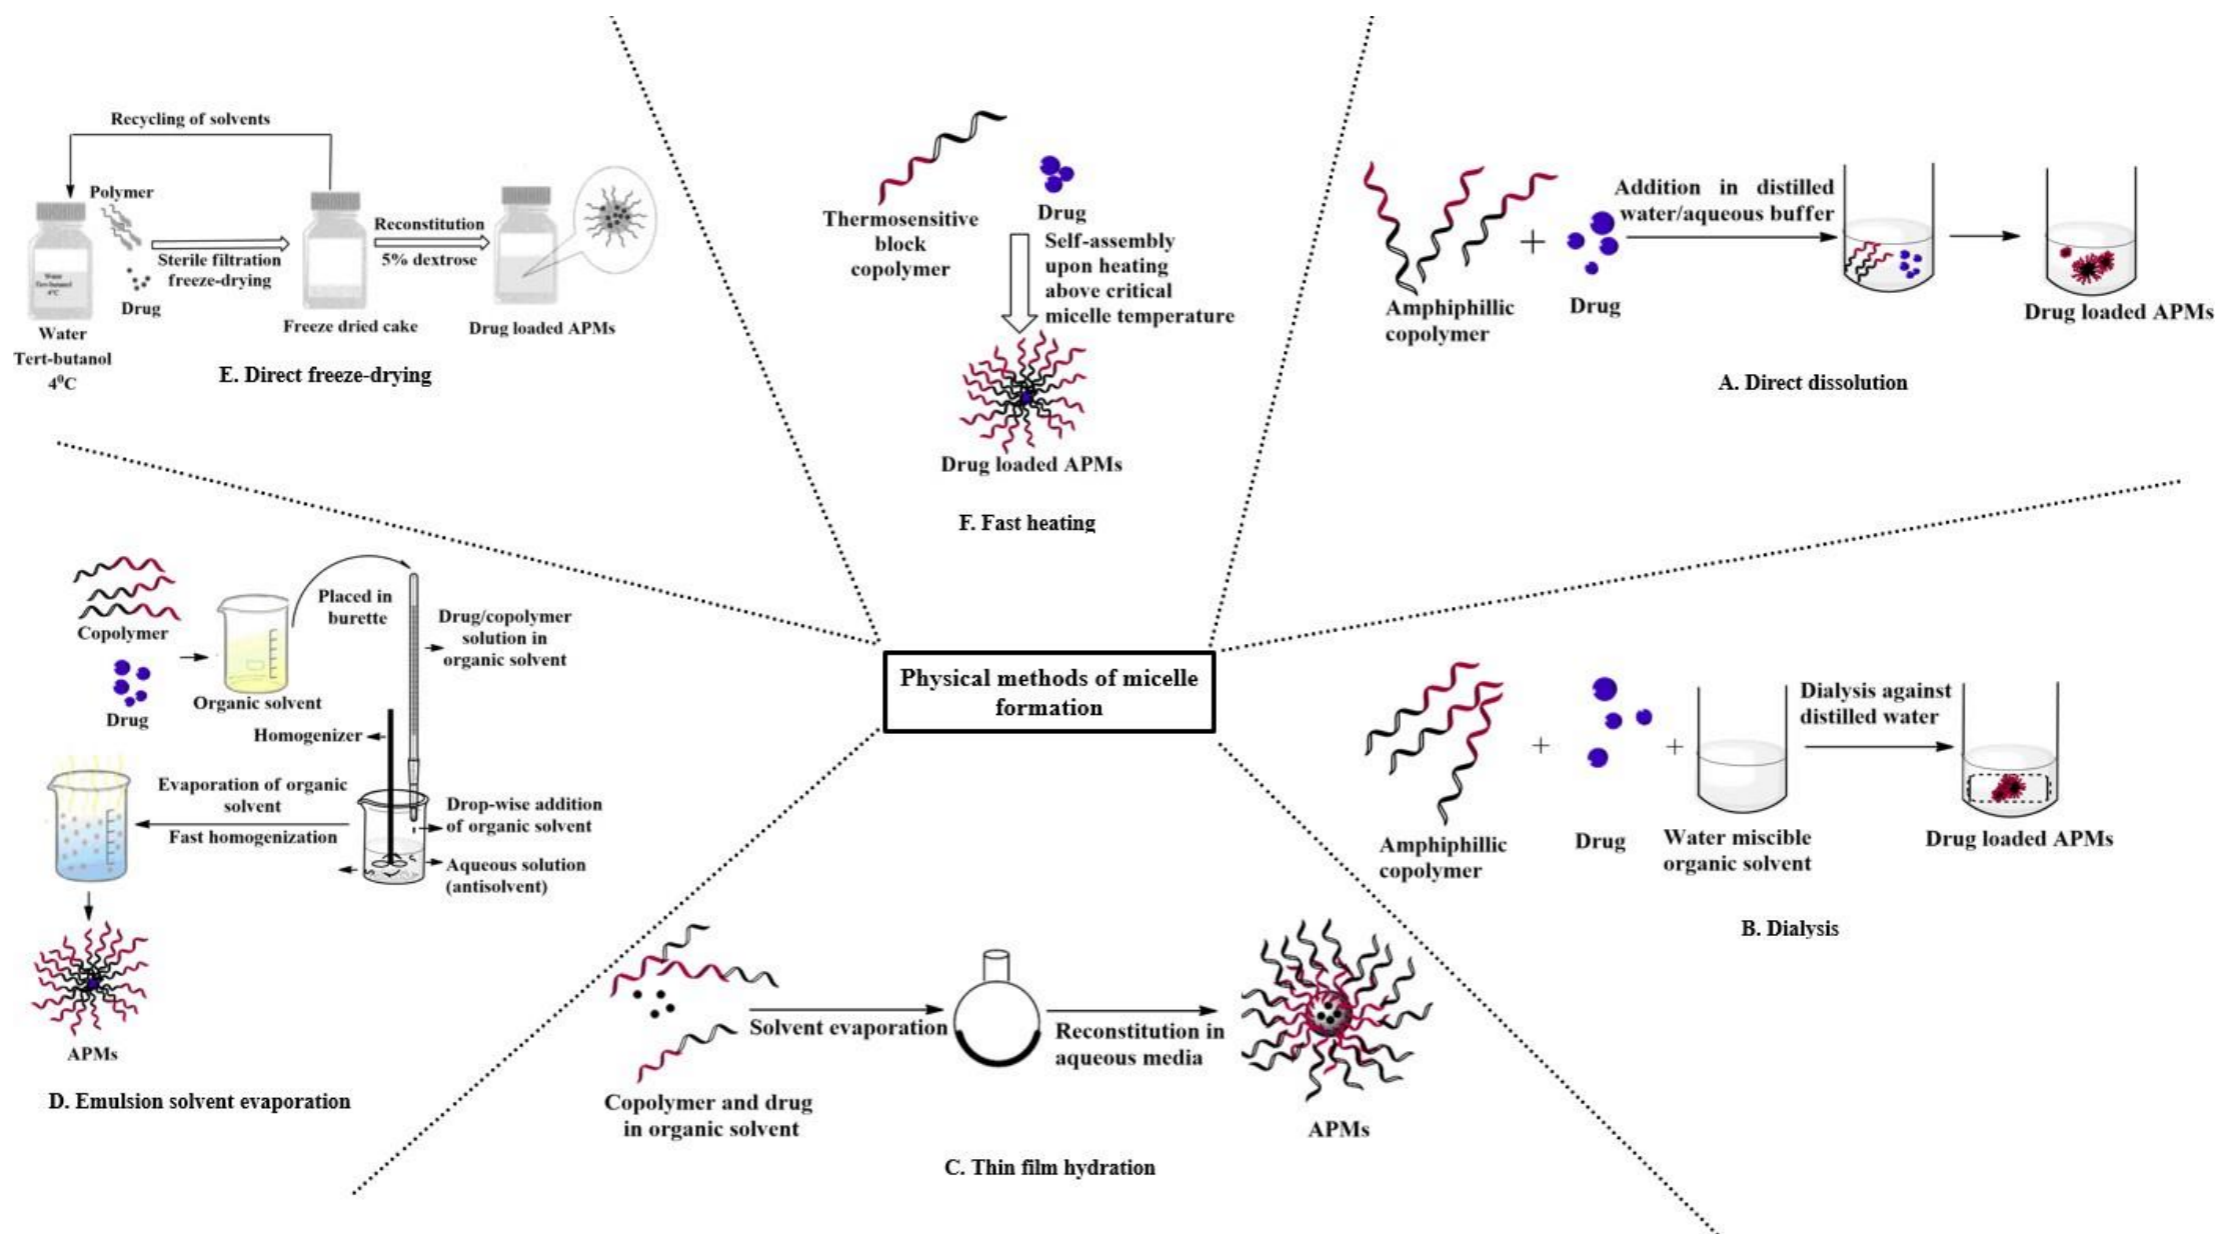 Recycling of solvents
Polymer
Water
Tert-butanol
4°C
Sterile filtration
freeze-drying
Drug
Reconstitution
5% dextrose
Water
Tert-butanol
4⁰C
Freeze dried cake
Drug loaded APMs
E. Direct freeze-drying
Thermosensitive
block
copolymer
Drug
Self-assembly
upon heating
above critical
micelle temperature
Drug loaded APMs
F. Fast heating
Amphiphillic
copolymer
+
Drug
Addition in distilled
water/aqueous buffer
Drug loaded APMs
A. Direct dissolution
Physical methods of micelle
formation
Copolymer
Drug
Organic solvent
Placed in
burette
Drug/copolymer
solution in
organic solvent
Homogenizer
Evaporation of organic
solvent
Fast homogenization
Drop-wise addition
of organic solvent
Aqueous solution
(antisolvent)
APMs
D. Emulsion solvent evaporation
Amphiphillic
copolymer
+
Drug
+
Water miscible
organic solvent
Dialysis against
distilled water
Drug loaded APMs
B. Dialysis
Copolymer and drug
in organic solvent
Solvent evaporation
Reconstitution in
aqueous media
APMs
C. Thin film hydration